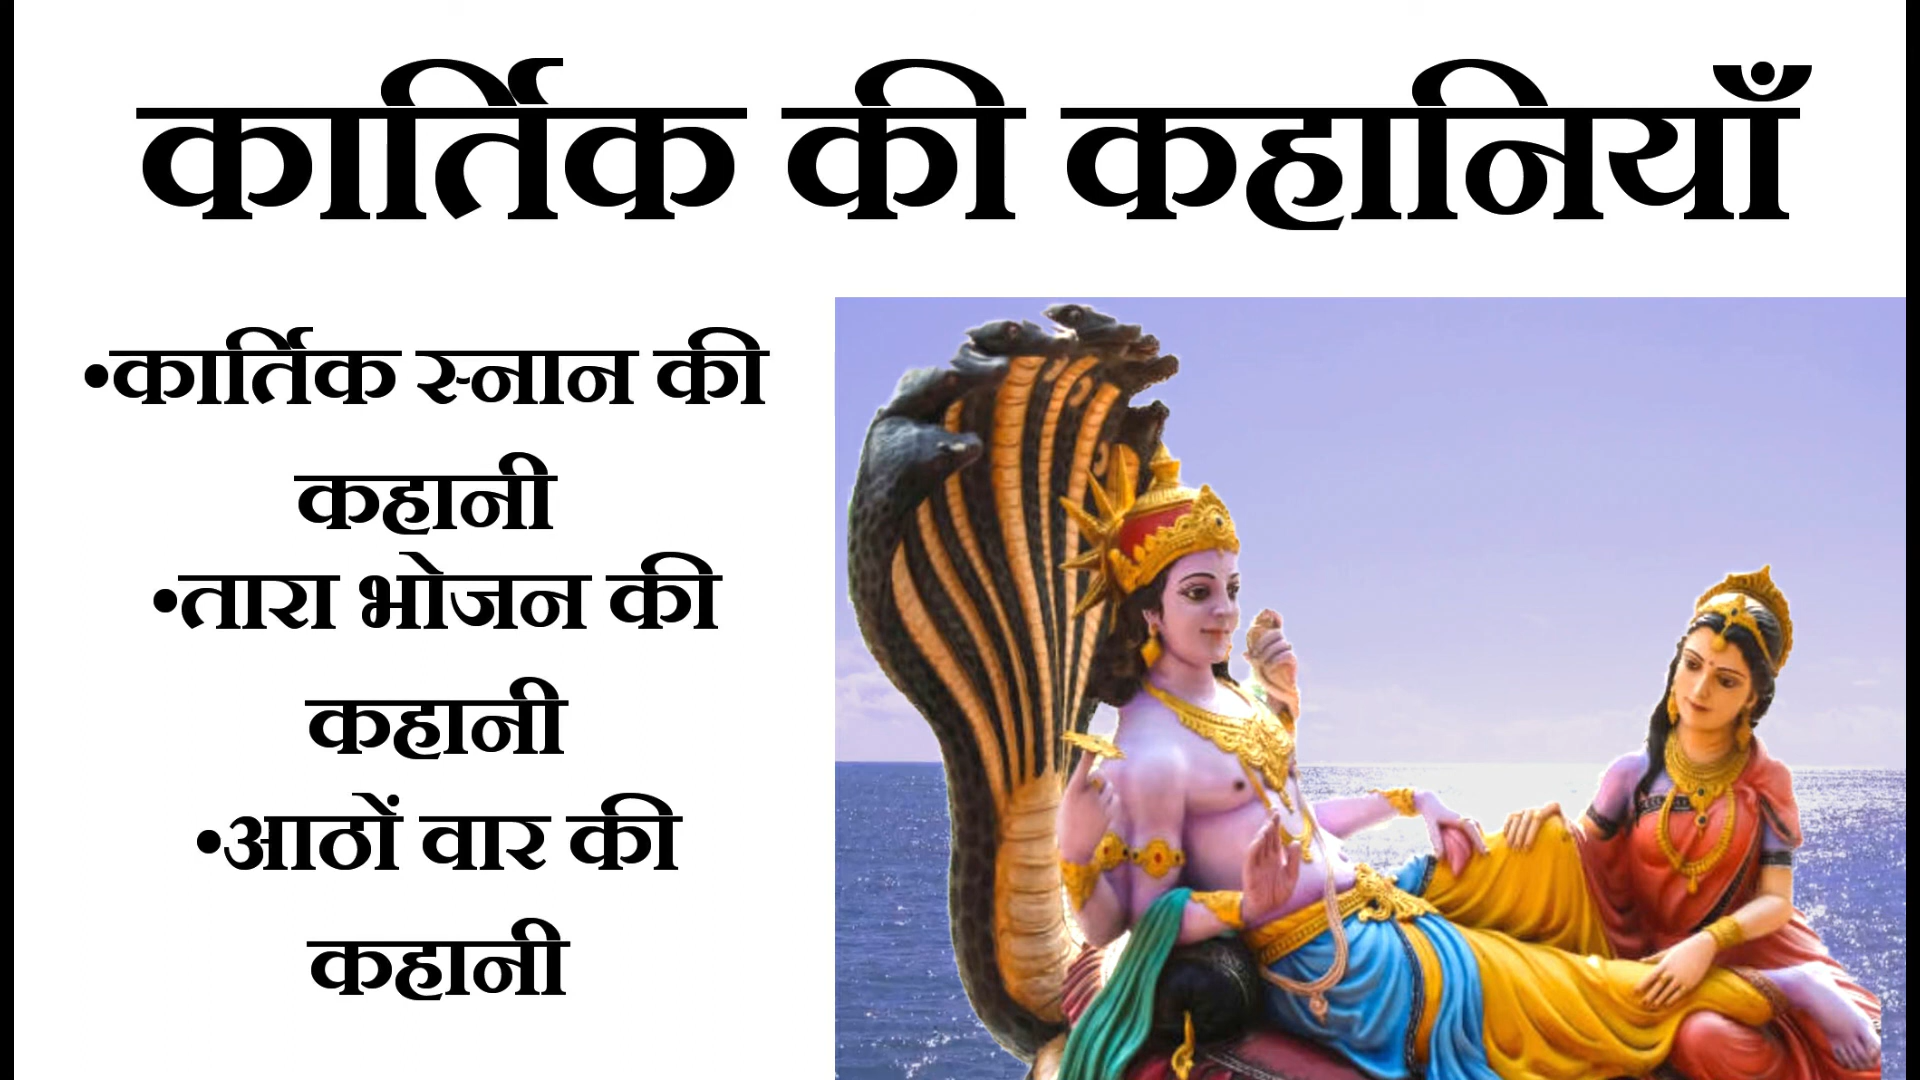 कार्तिक की कहानियाँ
•कार्तिक स्नान की
कहानी
•तारा भोजन की
कहानी
•आठों वार की
कहानी